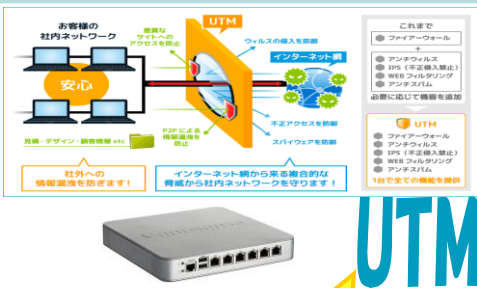 お客様の
社内ネットワーク
安心
見積・デザイン・顧客情報 etc
悪質な
サイトへの
アクセスを防止
UTM
ウィルスの侵入を防御
インターネット網
P2Pによる
情報漏洩を
防止
不正アクセスを防御
スパイウェアを防御
社外への
情報漏洩を防ぎます！
インターネット網から来る複合的な
脅威から社内ネットワークを守ります！
これまで
ファイアーウォール
+
アンチウィルス
IPS（不正侵入禁止）
WEB フィルタリング
アンチスパム
必要に応じて機器を追加
UTM
ファイアーウォール
アンチウィルス
IPS（不正侵入禁止）
WEB フィルタリング
アンチスパム
1台で全ての機能を提供
UTM